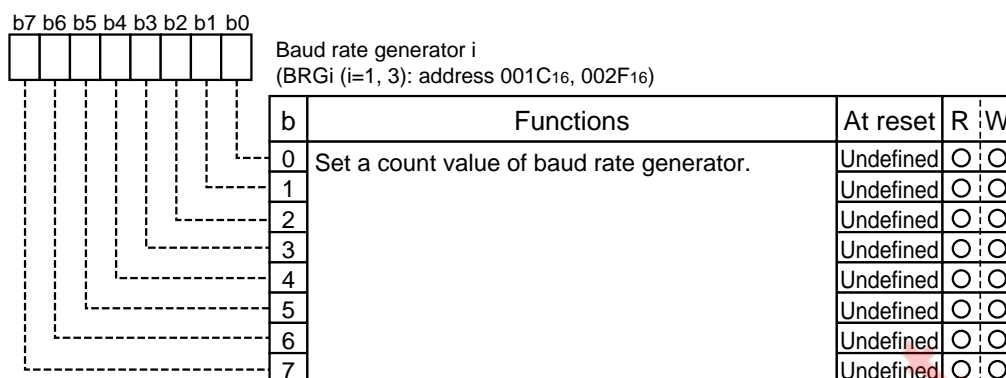 b7 b6 b5 b4 b3 b2 b1 b0
Baud rate generator i
(BRGi (i=1, 3): address 001C16, 002F16)
b Functions At reset R W
0 Set a count value of baud rate generator. Undefined ○ ○
1 Undefined ○ ○
2 Undefined ○ ○
3 Undefined ○ ○
4 Undefined ○ ○
5 Undefined ○ ○
6 Undefined ○ ○
7 Undefined ○ ○